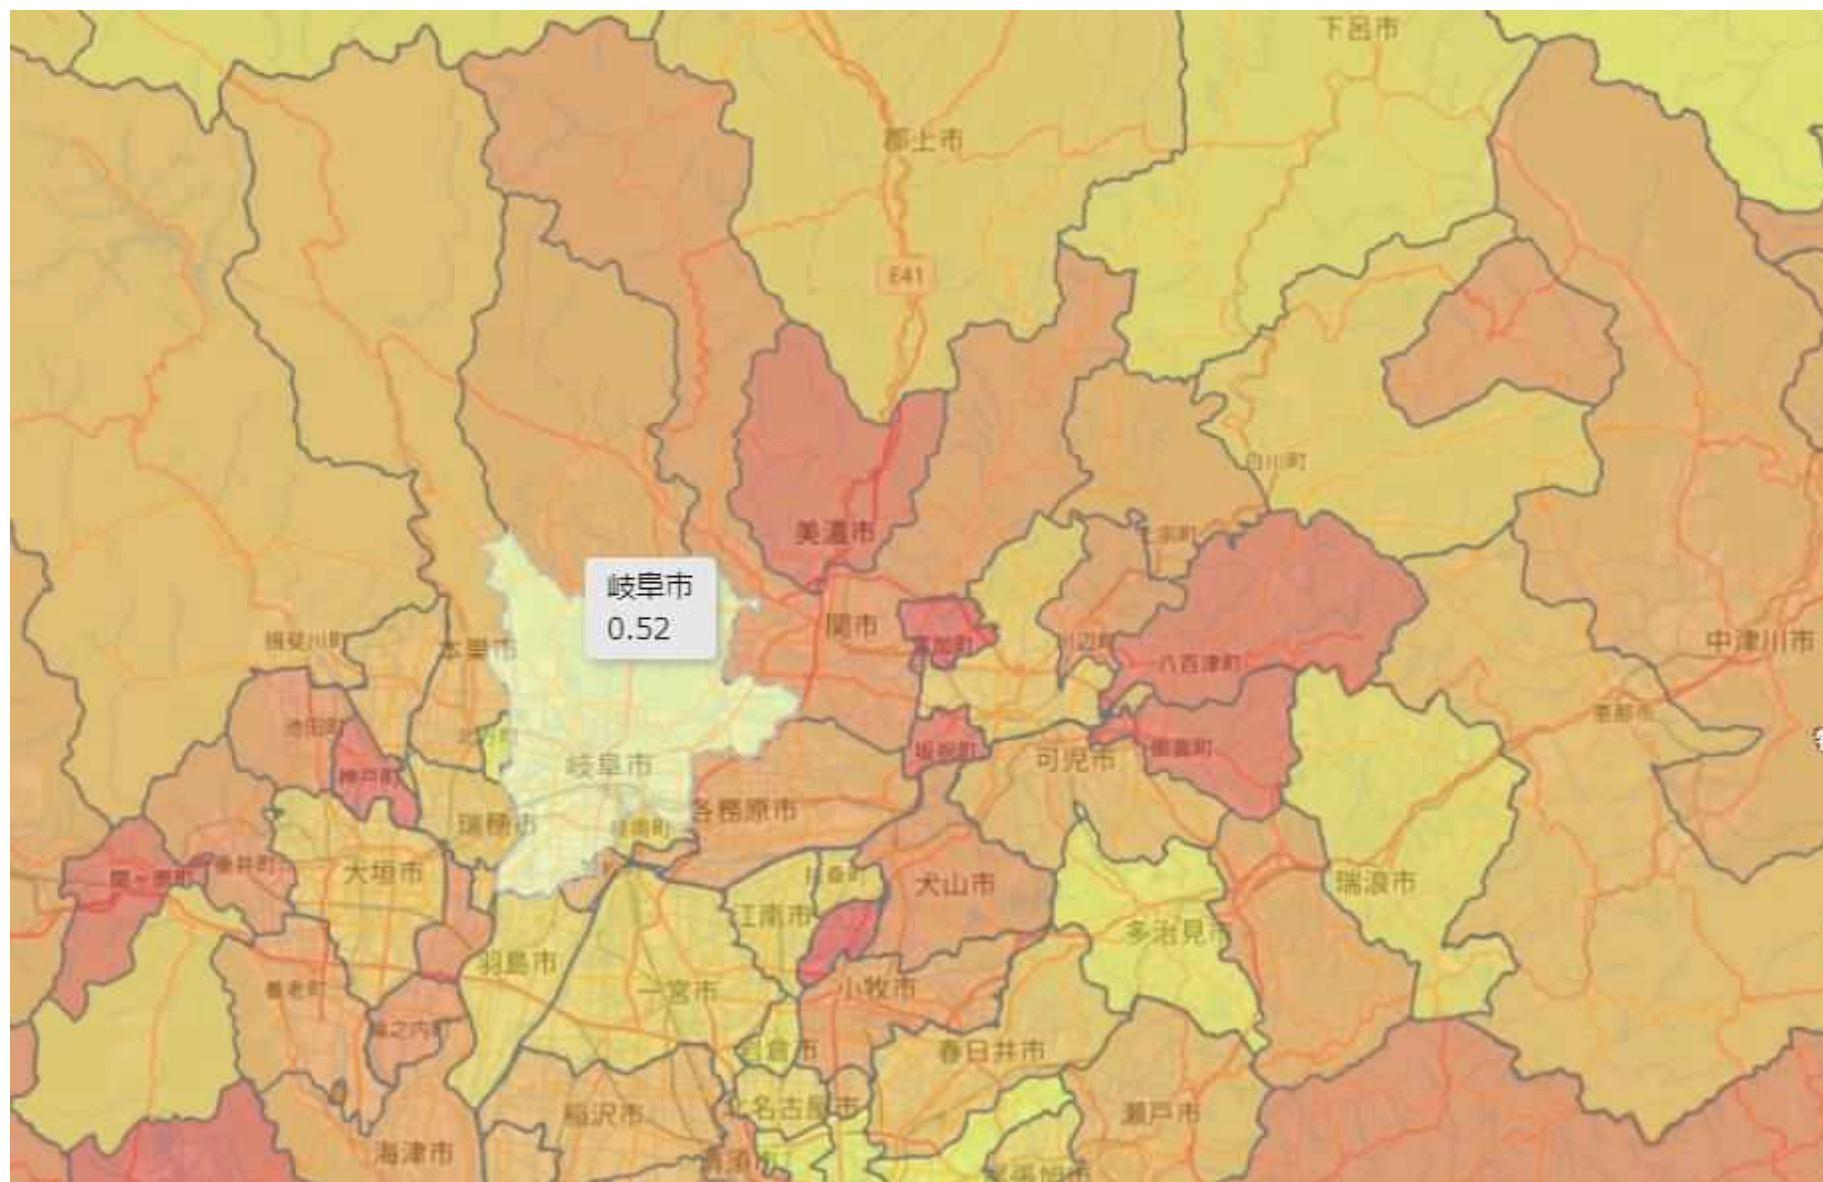 下呂市
郡上市
E41
白川町
美濃市
七宗町
岐阜市
0.52
関市
富加町
川辺町
八百津町
中津川市
恵那市
揖斐川町
本巣市
池田町
北方町
神戸町
岐阜市
坂祝町
可児市
御嵩町
瑞穂市
岐南町
各務原市
関ヶ原町
垂井町
大垣市
扶桑町
犬山市
瑞浪市
江南市
多治見市
羽島市
養老町
一宮市
小牧市
輪之内町
岩倉市
春日井市
稲沢市
北名古屋市
瀬戸市
海津市
清須市
尾張旭市